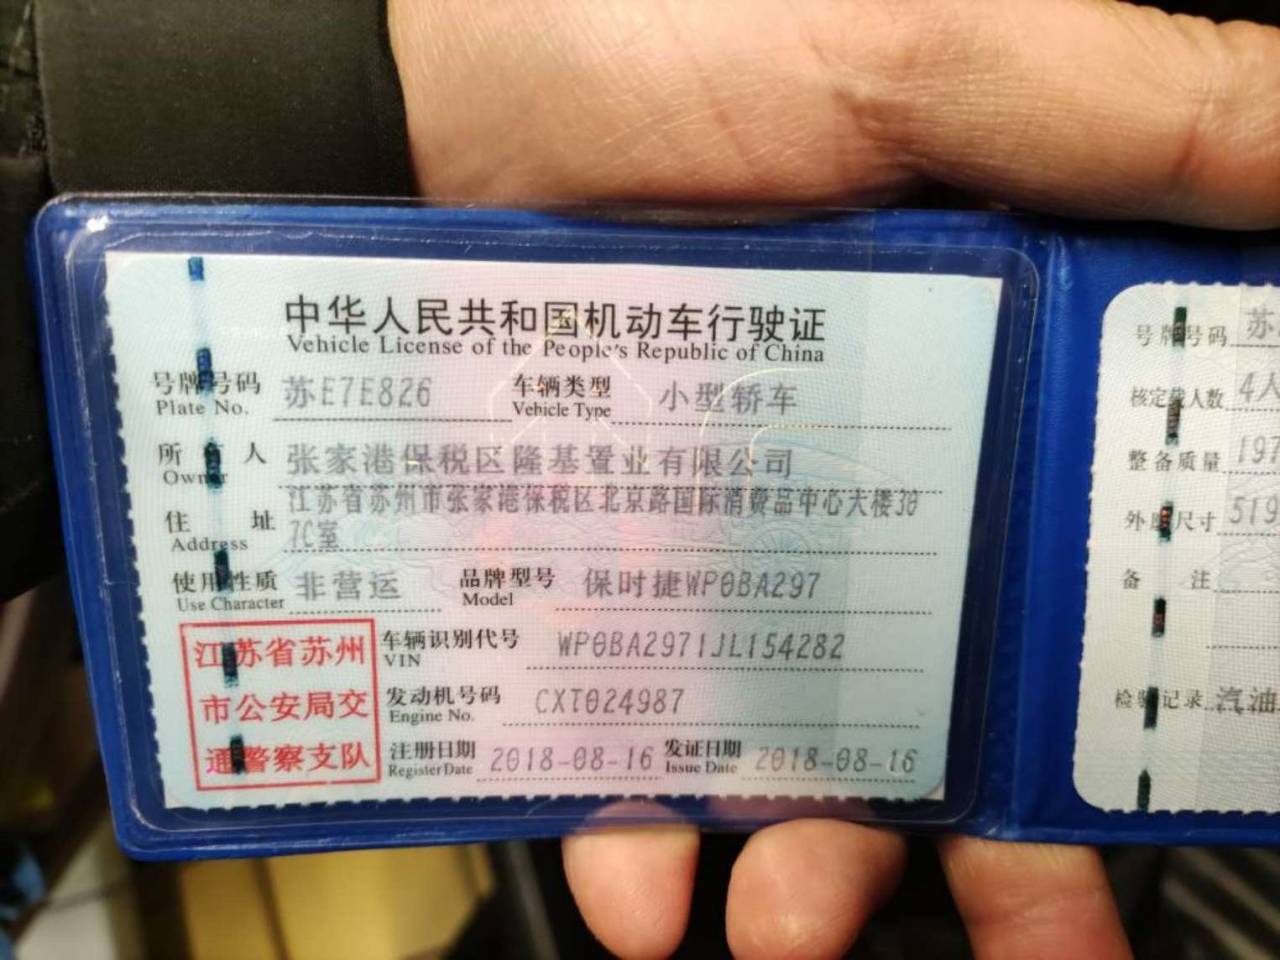 中华人民共和国机动车行驶证
Vehicle License of the People's Republic of China
号牌号码 苏E7E826 车辆类型 小型轿车
Plate No. Vehicle Type
所有人 张家港保税区隆基置业有限公司
Owner
住址 江苏省苏州市张家港保税区北京路国际消费品中心大楼30
Address 7C室
使用性质 非营运 品牌型号 保时捷WP0BA297
Use Character Model
江苏省苏州
市公安局交
通警察支队
车辆识别代号 WP0BA2971JL154282
VIN
发动机号码 CXT024987
Engine No.
注册日期 2018-08-16 发证日期 2018-08-16
Register Date Issue Date
号牌号码 苏
核定载人数 4人
整备质量 197
外廓尺寸 519
备注
检验记录 汽油